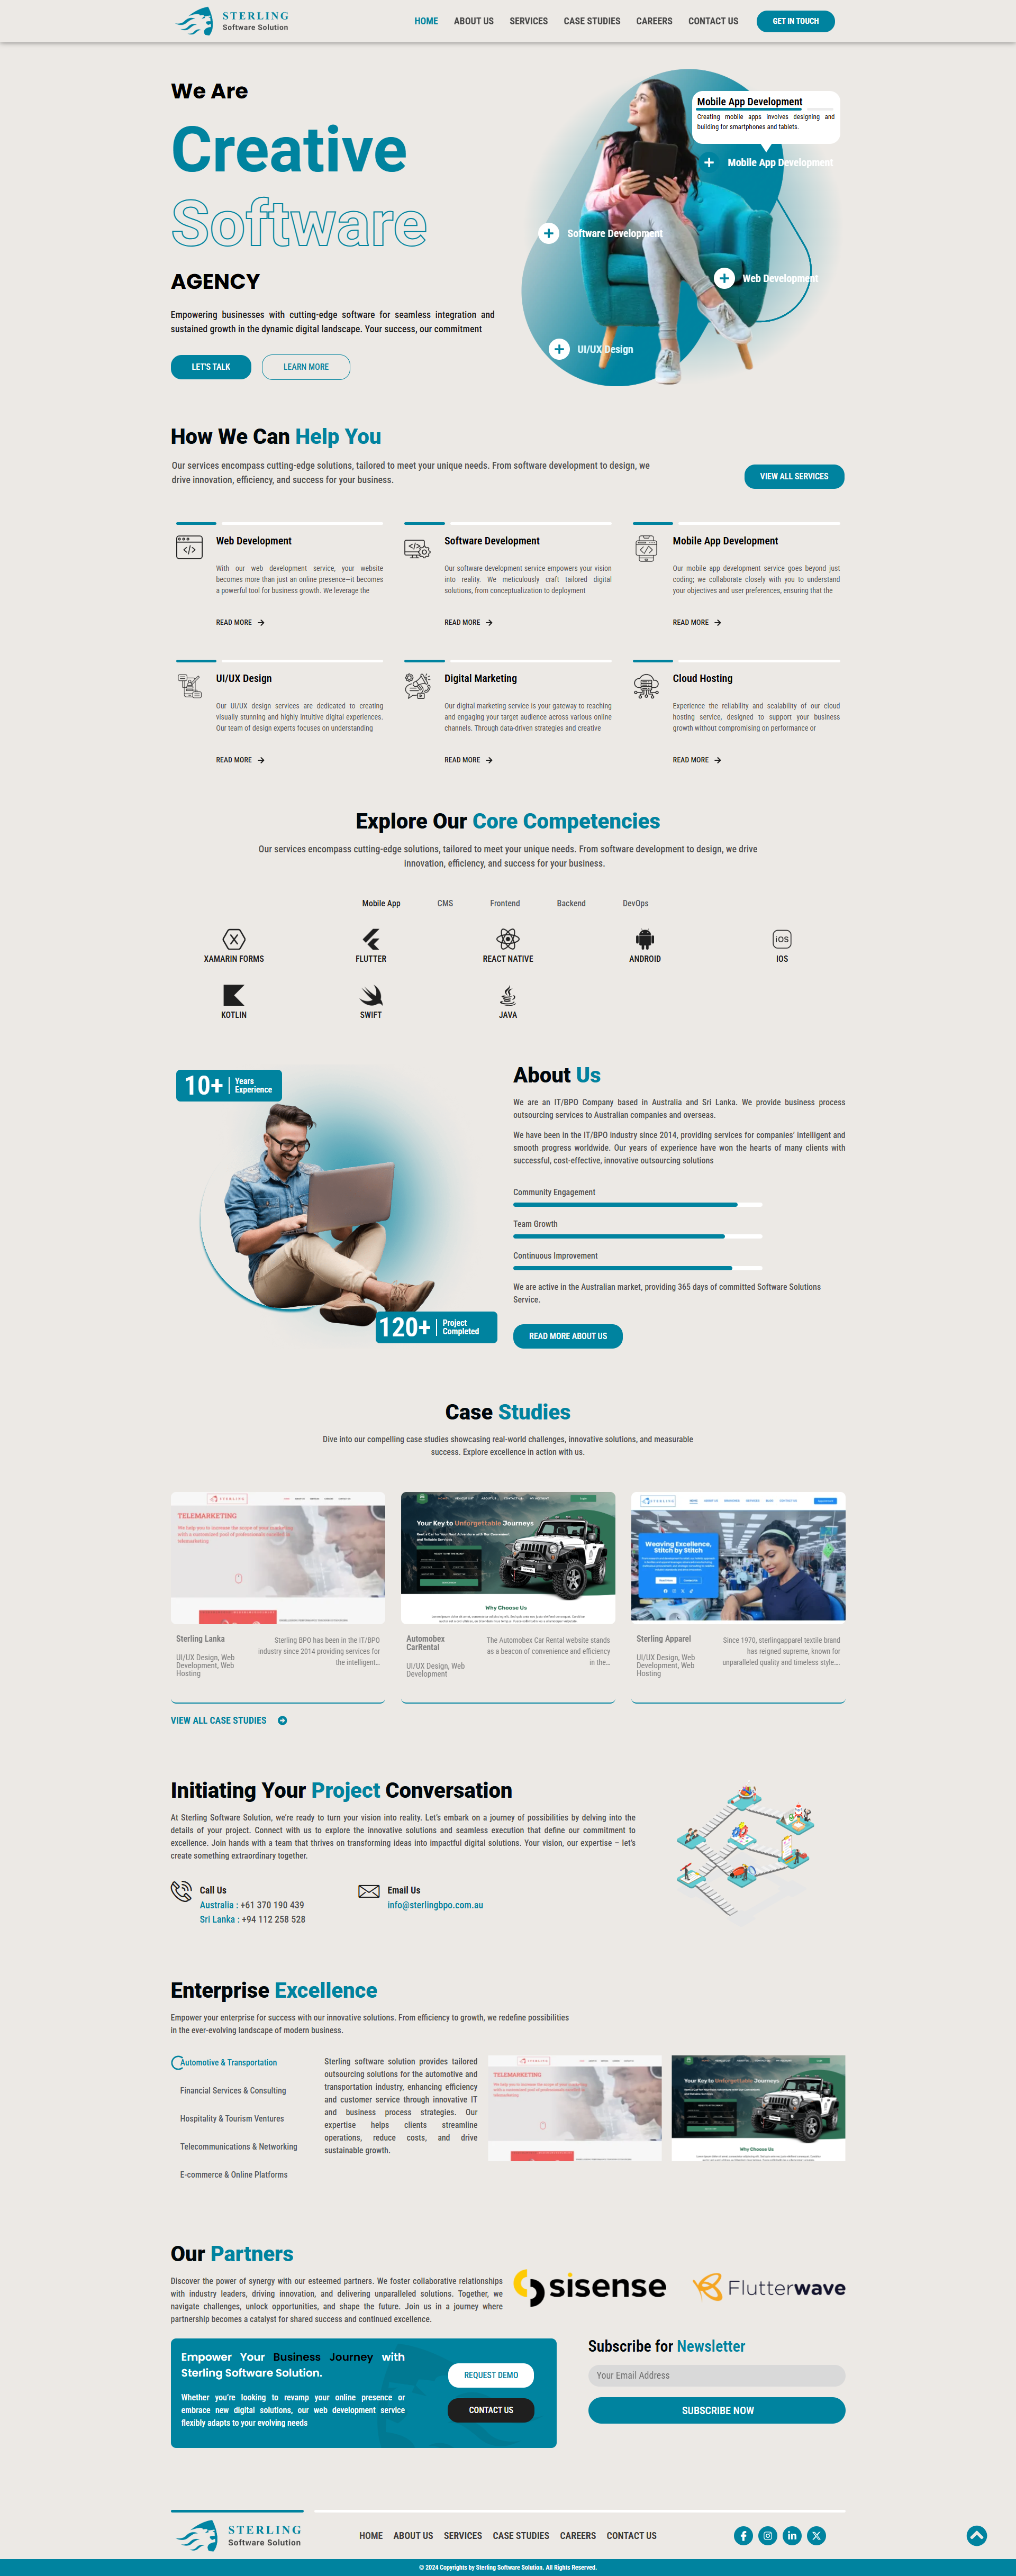 STERLING
Software Solution
HOME ABOUT US SERVICES CASE STUDIES CAREERS CONTACT US GET IN TOUCH
We Are
Creative
Software
AGENCY
Empowering businesses with cutting-edge software for seamless integration and
sustained growth in the dynamic digital landscape. Your success, our commitment
LET'S TALK LEARN MORE
Mobile App Development
Creating mobile apps involves designing and
building for smartphones and tablets.
Mobile App Development
Software Development
Web Development
UI/UX Design
How We Can Help You
Our services encompass cutting-edge solutions, tailored to meet your unique needs. From software development to design, we
drive innovation, efficiency, and success for your business.
VIEW ALL SERVICES
Web Development
With our web development service, your website
becomes more than just an online presence—it becomes
a powerful tool for business growth. We leverage the
READ MORE
Software Development
Our software development service empowers your vision
into reality. We meticulously craft tailored digital
solutions, from conceptualization to deployment
READ MORE
Mobile App Development
Our mobile app development service goes beyond just
coding; we collaborate closely with you to understand
your objectives and user preferences, ensuring that the
READ MORE
UI/UX Design
Our UI/UX design services are dedicated to creating
visually stunning and highly intuitive digital experiences.
Our team of design experts focuses on understanding
READ MORE
Digital Marketing
Our digital marketing service is your gateway to reaching
and engaging your target audience across various online
channels. Through data-driven strategies and creative
READ MORE
Cloud Hosting
Experience the reliability and scalability of our cloud
hosting service, designed to support your business
growth without compromising on performance or
READ MORE
Explore Our Core Competencies
Our services encompass cutting-edge solutions, tailored to meet your unique needs. From software development to design, we drive
innovation, efficiency, and success for your business.
Mobile App CMS Frontend Backend DevOps
XAMARIN FORMS FLUTTER REACT NATIVE ANDROID iOS IOS
KOTLIN SWIFT JAVA
10+ Years
Experience
120+ Project
Completed
About Us
We are an IT/BPO Company based in Australia and Sri Lanka. We provide business process
outsourcing services to Australian companies and overseas.
We have been in the IT/BPO industry since 2014, providing services for companies' intelligent and
smooth progress worldwide. Our years of experience have won the hearts of many clients with
successful, cost-effective, innovative outsourcing solutions
Community Engagement
Team Growth
Continuous Improvement
We are active in the Australian market, providing 365 days of committed Software Solutions
Service.
READ MORE ABOUT US
Case Studies
Dive into our compelling case studies showcasing real-world challenges, innovative solutions, and measurable
success. Explore excellence in action with us.
STERLING
TELEMARKETING
We help you to increase the scope of your marketing
with a customized pool of professionals
telemarketing
Sterling Lanka
UI/UX Design, Web
Development, Web
Hosting
Sterling BPO has been in the IT/BPO
industry since 2014 providing services for
the intelligent...
Your Key to Unforgettable Journeys
Why Choose Us
Automobex
CarRental
UI/UX Design, Web
Development
The Automobex Car Rental website stands
as a beacon of convenience and efficiency
in the...
STERLING
Weaving Excellence,
Stitch by Stitch
Sterling Apparel
UI/UX Design, Web
Development, Web
Hosting
Since 1970, sterlingapparel textile brand
has reigned supreme, known for
unparalleled quality and timeless style....
VIEW ALL CASE STUDIES
Initiating Your Project Conversation
At Sterling Software Solution, we're ready to turn your vision into reality. Let's embark on a journey of possibilities by delving into the
details of your project. Connect with us to explore the innovative solutions and seamless execution that define our commitment to
excellence. Join hands with a team that thrives on transforming ideas into impactful digital solutions. Your vision, our expertise – let's
create something extraordinary together.
Call Us
Australia : +61 370 190 439
Sri Lanka : +94 112 258 528
Email Us
info@sterlingbpo.com.au
Enterprise Excellence
Empower your enterprise for success with our innovative solutions. From efficiency to growth, we redefine possibilities
in the ever-evolving landscape of modern business.
Automotive & Transportation
Financial Services & Consulting
Hospitality & Tourism Ventures
Telecommunications & Networking
E-commerce & Online Platforms
Sterling software solution provides tailored
outsourcing solutions for the automotive and
transportation industry, enhancing efficiency
and customer service through innovative IT
and business process strategies. Our
expertise helps clients streamline
operations, reduce costs, and drive
sustainable growth.
TELEMARKETING
Your Key to Unforgettable Journeys
Why Choose Us
Our Partners
Discover the power of synergy with our esteemed partners. We foster collaborative relationships
with industry leaders, driving innovation, and delivering unparalleled solutions. Together, we
navigate challenges, unlock opportunities, and shape the future. Join us in a journey where
partnership becomes a catalyst for shared success and continued excellence.
sisense
Flutterwave
Empower Your Business Journey with
Sterling Software Solution.
Whether you're looking to revamp your online presence or
embrace new digital solutions, our web development service
flexibly adapts to your evolving needs
REQUEST DEMO
CONTACT US
Subscribe for Newsletter
Your Email Address
SUBSCRIBE NOW
STERLING
Software Solution
HOME ABOUT US SERVICES CASE STUDIES CAREERS CONTACT US
© 2024 Copyrights by Sterling Software Solution. All Rights Reserved.